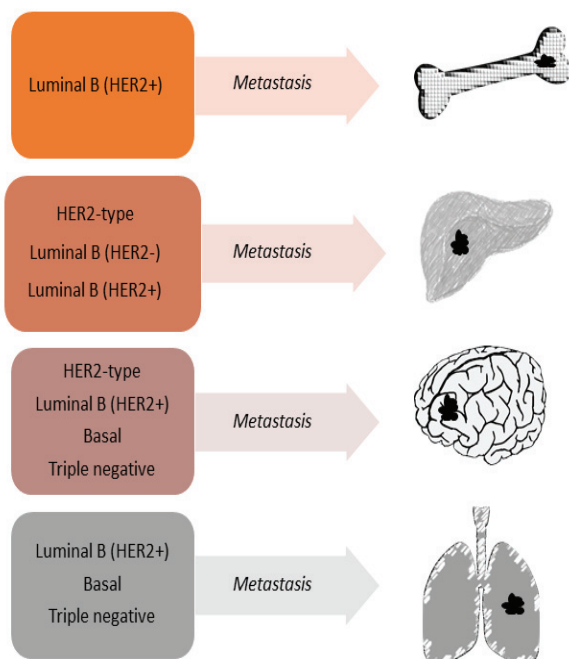 Luminal B (HER2+)
Metastasis
HER2-type
Luminal B (HER2-)
Luminal B (HER2+)
Metastasis
HER2-type
Luminal B (HER2+)
Basal
Triple negative
Metastasis
Luminal B (HER2+)
Basal
Triple negative
Metastasis